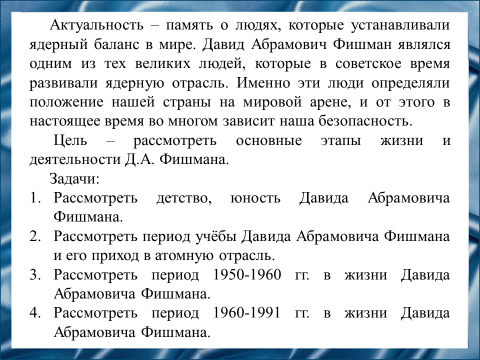 Актуальность – память о людях, которые устанавливали
ядерный баланс в мире. Давид Абрамович Фишман являлся
одним из тех великих людей, которые в советское время
развивали ядерную отрасль. Именно эти люди определяли
положение нашей страны на мировой арене, и от этого в
настоящее время во многом зависит наша безопасность.
Цель – рассмотреть основные этапы жизни и
деятельности Д.А. Фишмана.
Задачи:
1. Рассмотреть детство, юность Давида Абрамовича
Фишмана.
2. Рассмотреть период учёбы Давида Абрамовича Фишмана
и его приход в атомную отрасль.
3. Рассмотреть период 1950-1960 гг. в жизни Давида
Абрамовича Фишмана.
4. Рассмотреть период 1960-1991 гг. в жизни Давида
Абрамовича Фишмана.